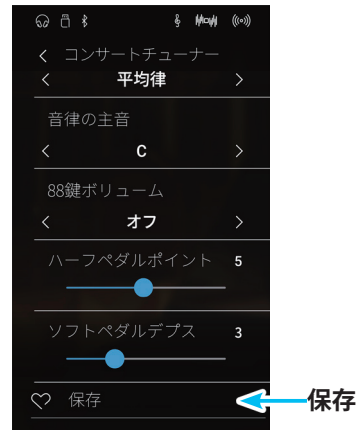 コンサートチューナー
平均律
音律の主音
C
88鍵ボリューム
オフ
ハーフペダルポイント 5
ソフトペダルデプス 3
保存 保存